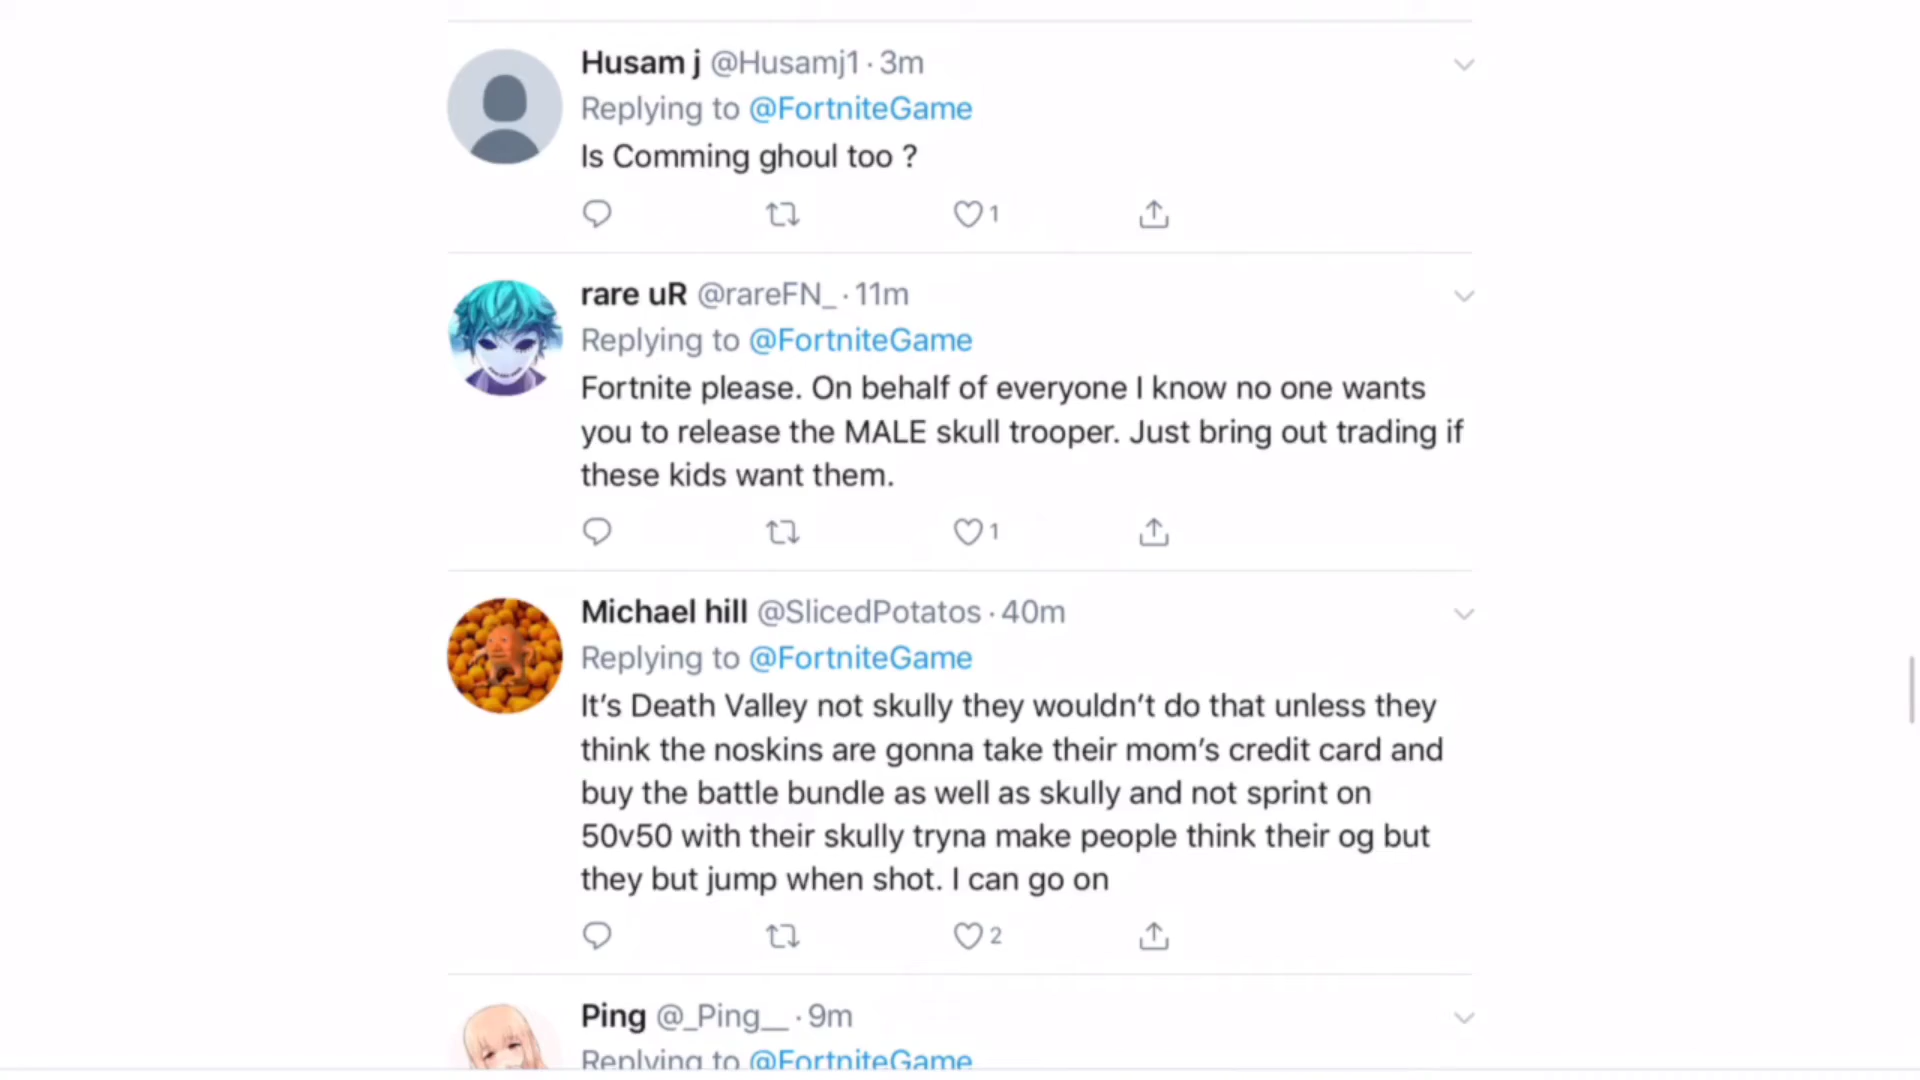 Husam j @Husamj1 · 3m
Replying to @FortniteGame
Is Comming ghoul too ?
1
rare uR @rareFN_ · 11m
Replying to @FortniteGame
Fortnite please. On behalf of everyone I know no one wants
you to release the MALE skull trooper. Just bring out trading if
these kids want them.
1
Michael hill @SlicedPotatos · 40m
Replying to @FortniteGame
It’s Death Valley not skully they wouldn’t do that unless they
think the noskins are gonna take their mom’s credit card and
buy the battle bundle as well as skully and not sprint on
50v50 with their skully tryna make people think their og but
they but jump when shot. I can go on
2
Ping @_Ping__ · 9m
Replying to @FortniteGame